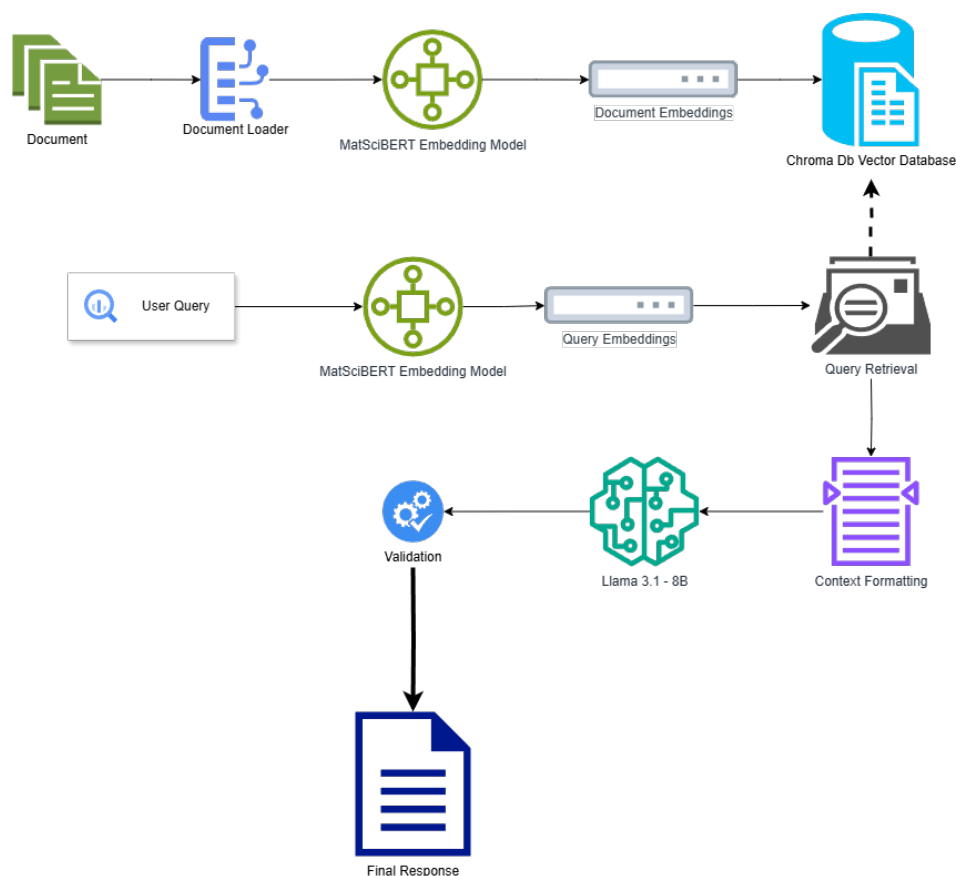 Document
Document Loader
MatSciBERT Embedding Model
Document Embeddings
Chroma Db Vector Database
User Query
MatSciBERT Embedding Model
Query Embeddings
Query Retrieval
Validation
Llama 3.1 - 8B
Context Formatting
Final Response